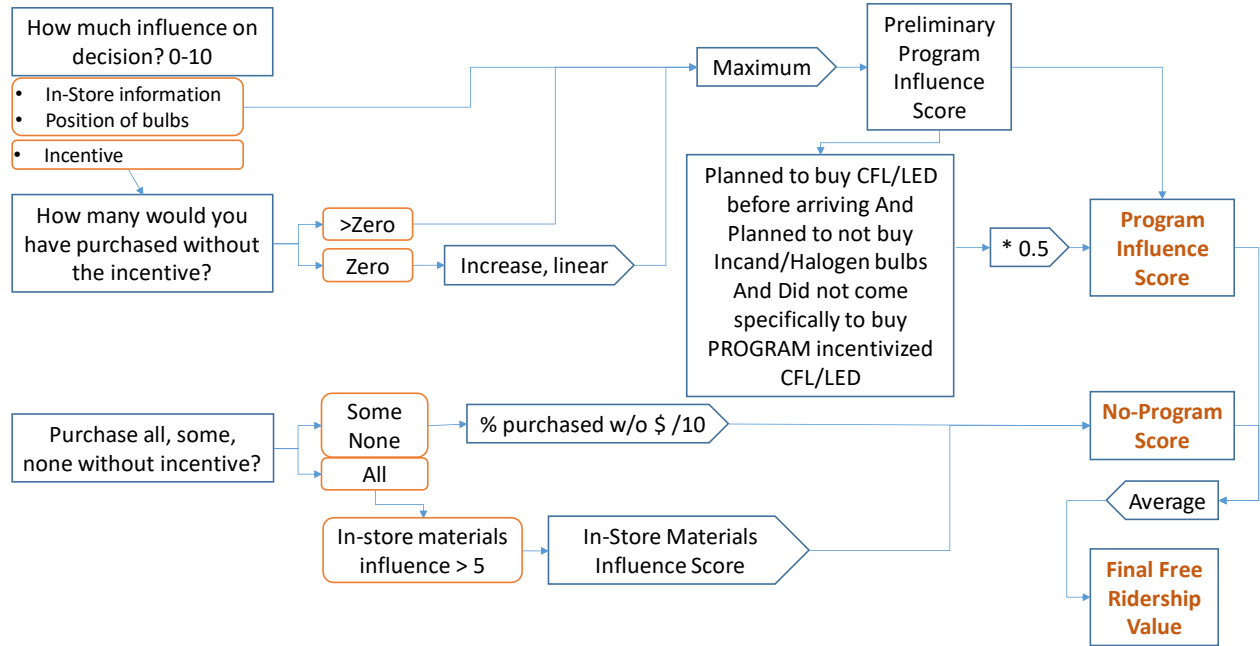 How much influence on
decision? 0-10
• In-Store information
• Position of bulbs
• Incentive
How many would you
have purchased without
the incentive?
>Zero
Zero
Increase, linear
Maximum
Preliminary
Program
Influence
Score
Planned to buy CFL/LED
before arriving And
Planned to not buy
Incand/Halogen bulbs
And Did not come
specifically to buy
PROGRAM incentivized
CFL/LED
* 0.5
Program
Influence
Score
Purchase all, some,
none without incentive?
Some
None
All
% purchased w/o $ /10
In-store materials
influence > 5
In-Store Materials
Influence Score
No-Program
Score
Average
Final Free
Ridership
Value